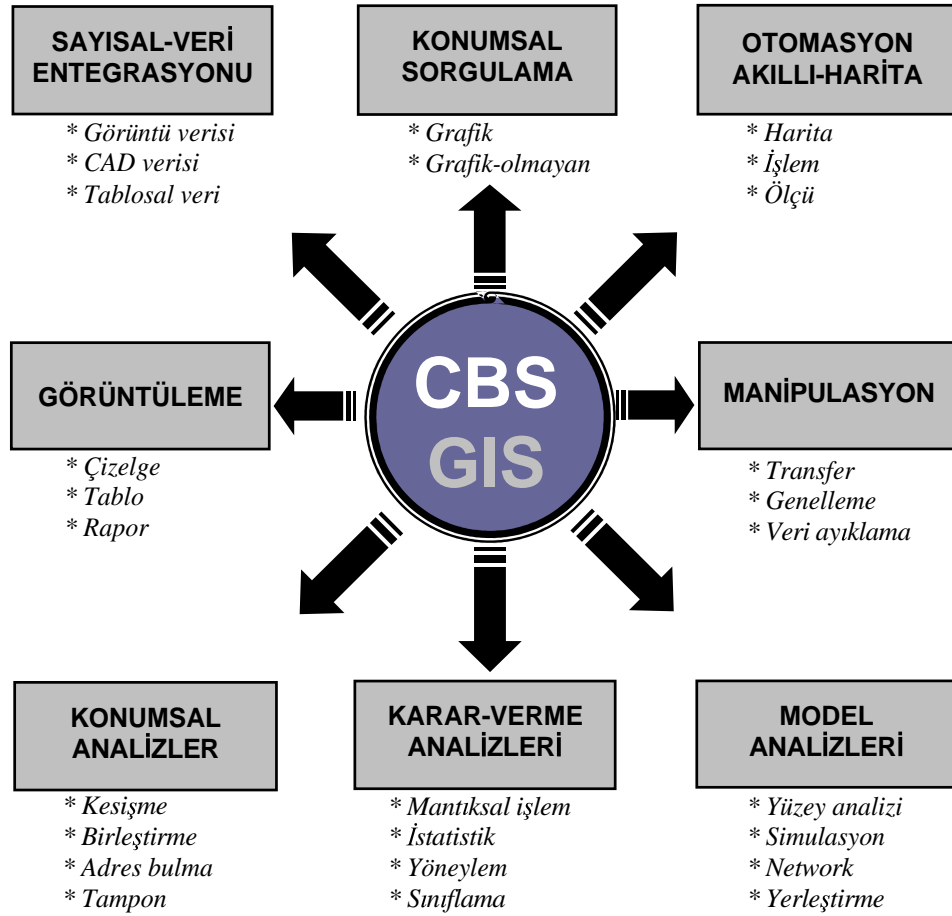 SAYISAL-VERİ
ENTEGRASYONU
* Görüntü verisi
* CAD verisi
* Tablosal veri
KONUMSAL
SORGULAMA
* Grafik
* Grafik-olmayan
OTOMASYON
AKILLI-HARİTA
* Harita
* İşlem
* Ölçü
GÖRÜNTÜLEME
* Çizelge
* Tablo
* Rapor
CBS
GIS
MANİPULASYON
* Transfer
* Genelleme
* Veri ayıklama
KONUMSAL
ANALİZLER
* Kesişme
* Birleştirme
* Adres bulma
* Tampon
KARAR-VERME
ANALİZLERİ
* Mantıksal işlem
* İstatistik
* Yöneylem
* Sınıflama
MODEL
ANALİZLERİ
* Yüzey analizi
* Simulasyon
* Network
* Yerleştirme